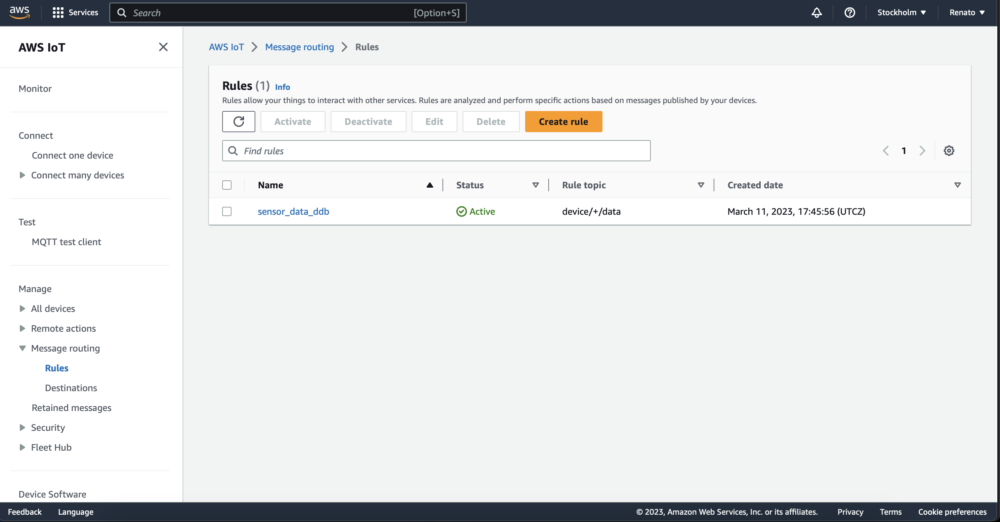 aws Services Search [Option+S] Stockholm Renato
AWS IoT
Monitor
Connect
Connect one device
Connect many devices
Test
MQTT test client
Manage
All devices
Remote actions
Message routing
Rules
Destinations
Retained messages
Security
Fleet Hub
Device Software
AWS IoT Message routing Rules
Rules (1) Info
Rules allow your things to interact with other services. Rules are analyzed and perform specific actions based on messages published by your devices.
Activate Deactivate Edit Delete Create rule
Find rules 1
Name Status Rule topic Created date
sensor_data_ddb Active device/+/data March 11, 2023, 17:45:56 (UTCZ)
Feedback Language © 2023, Amazon Web Services, Inc. or its affiliates. Privacy Terms Cookie preferences